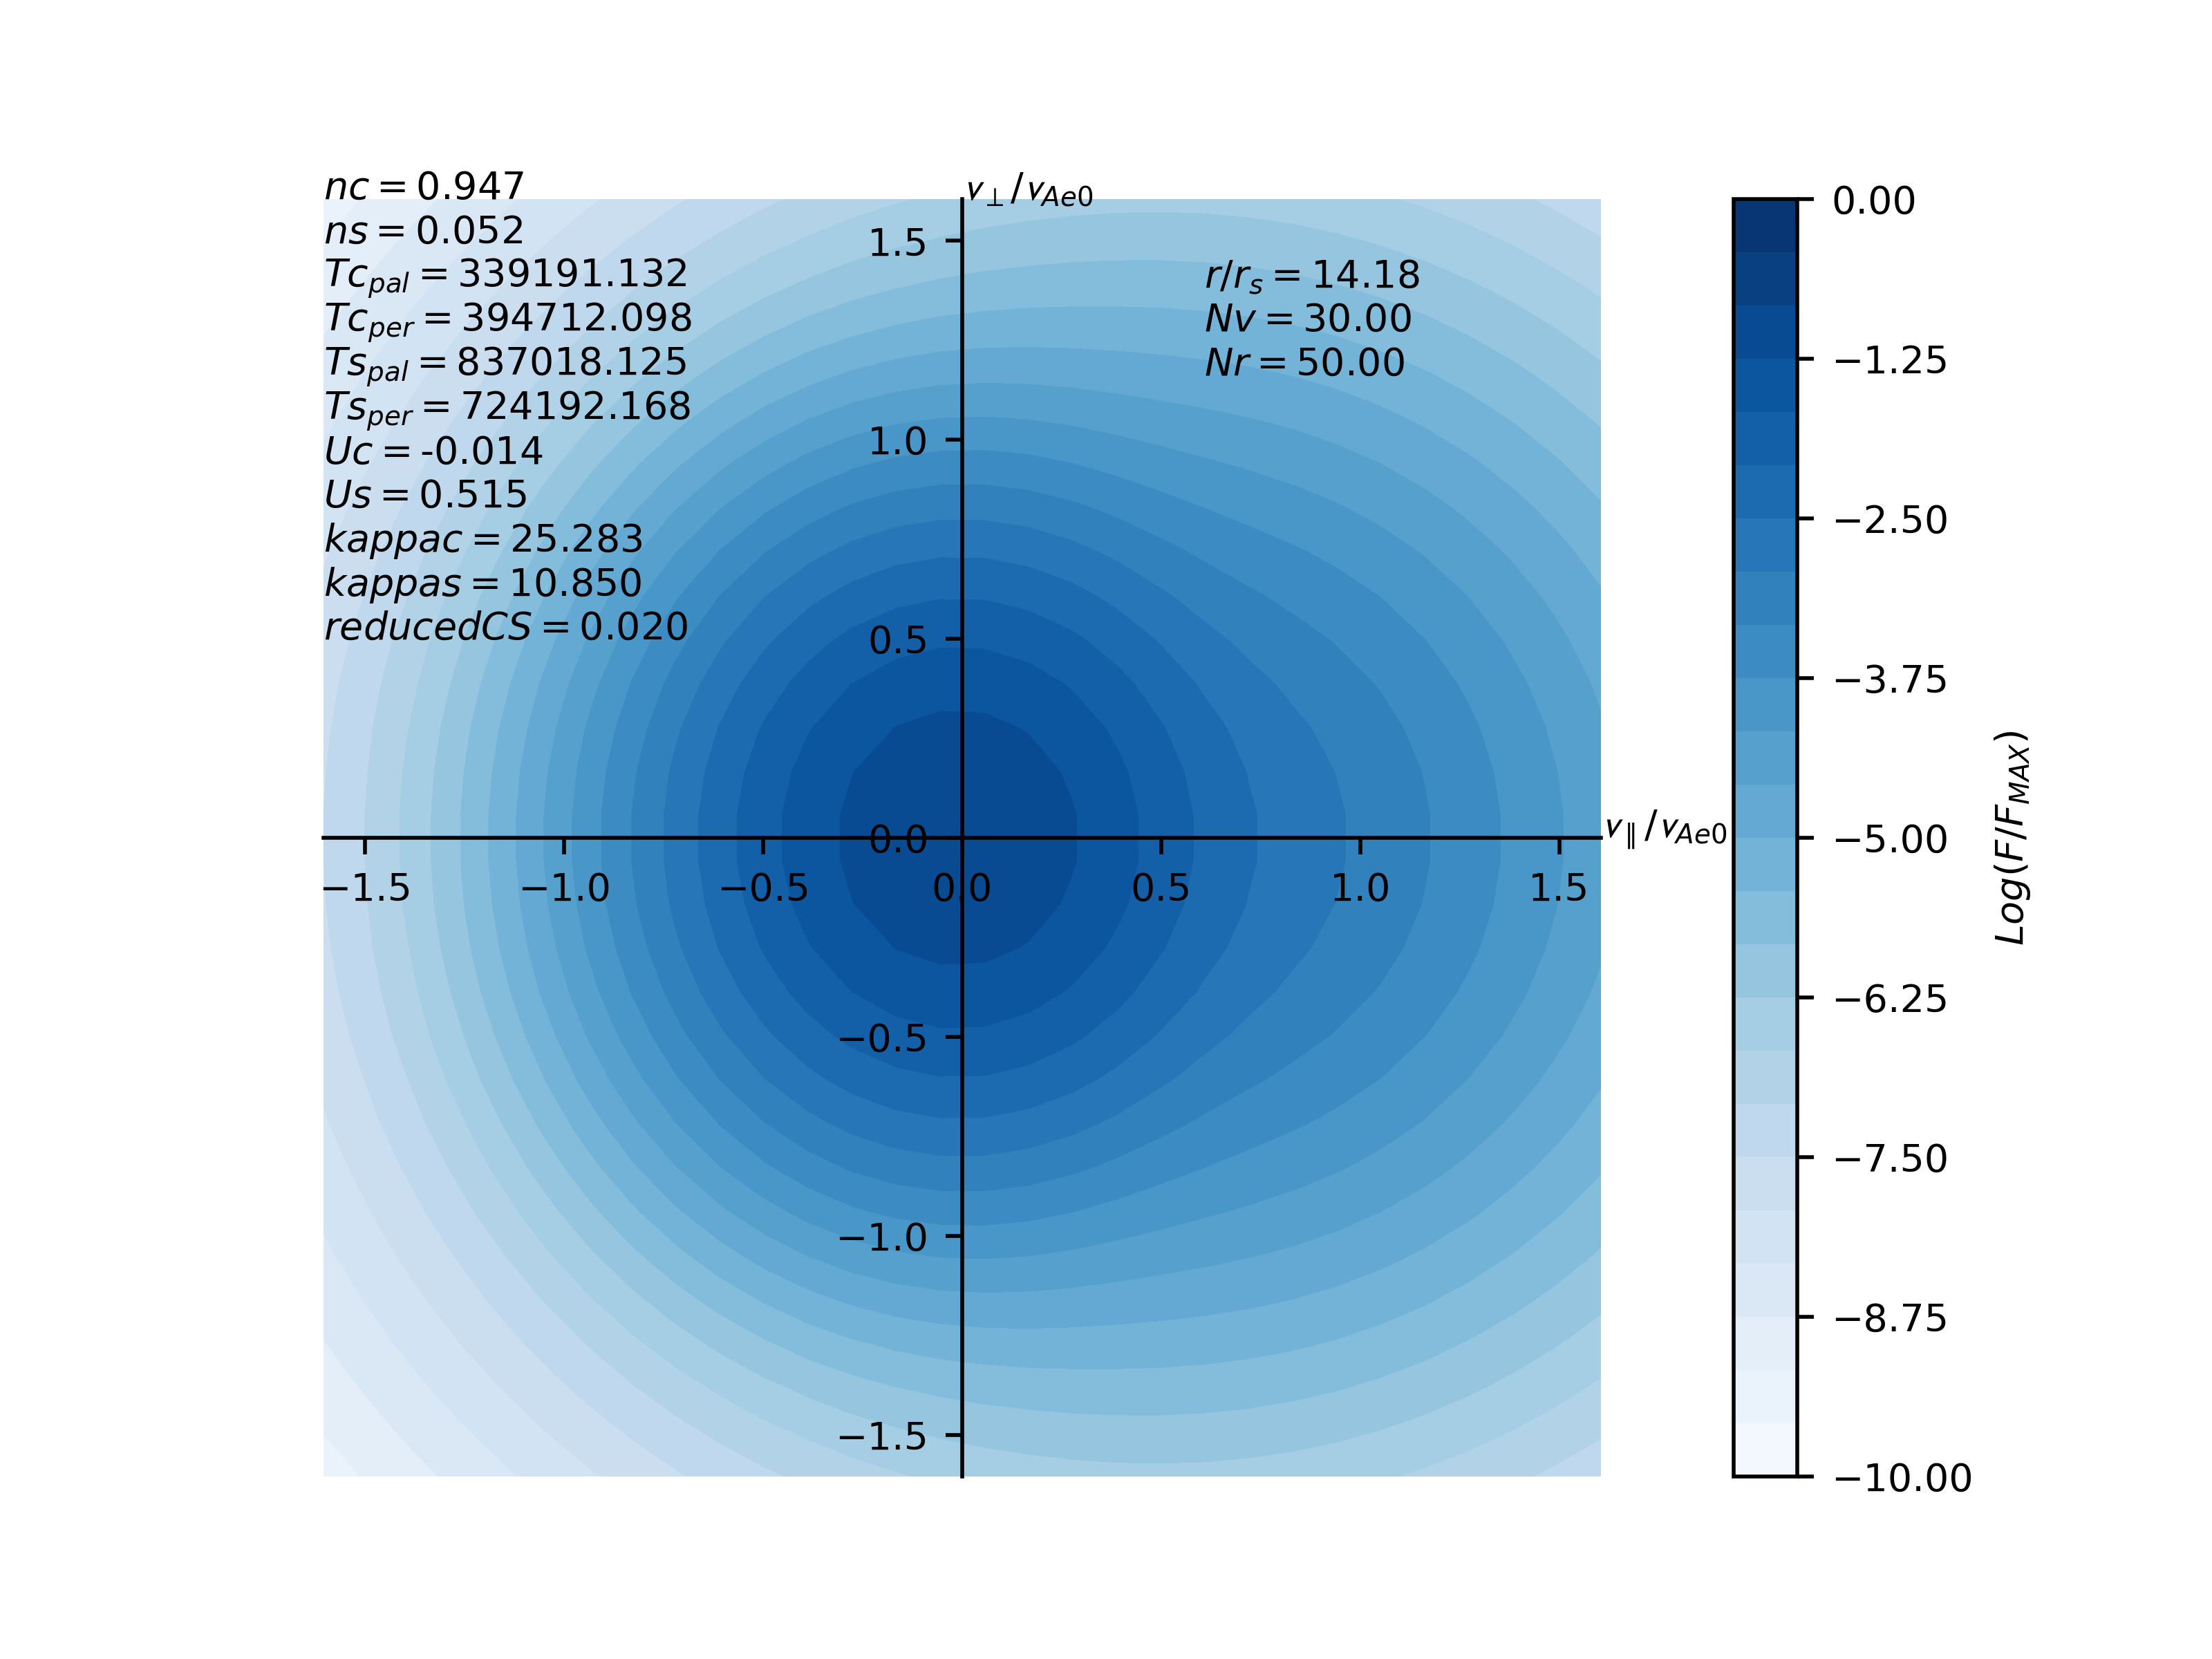 nc = 0.947
ns = 0.052
Tc_pal = 339191.132
Tc_per = 394712.098
Ts_pal = 837018.125
Ts_per = 724192.168
Uc = -0.014
Us = 0.515
kappac = 25.283
kappas = 10.850
reducedCS = 0.020
v⊥/v_Ae0
r/r_s = 14.18
Nv = 30.00
Nr = 50.00
1.5
1.0
0.5
0.0
−0.5
−1.0
−1.5
−1.5 −1.0 −0.5 0.0 0.5 1.0 1.5
v∥/v_Ae0
0.00
−1.25
−2.50
−3.75
−5.00
−6.25
−7.50
−8.75
−10.00
Log(F/F_MAX)